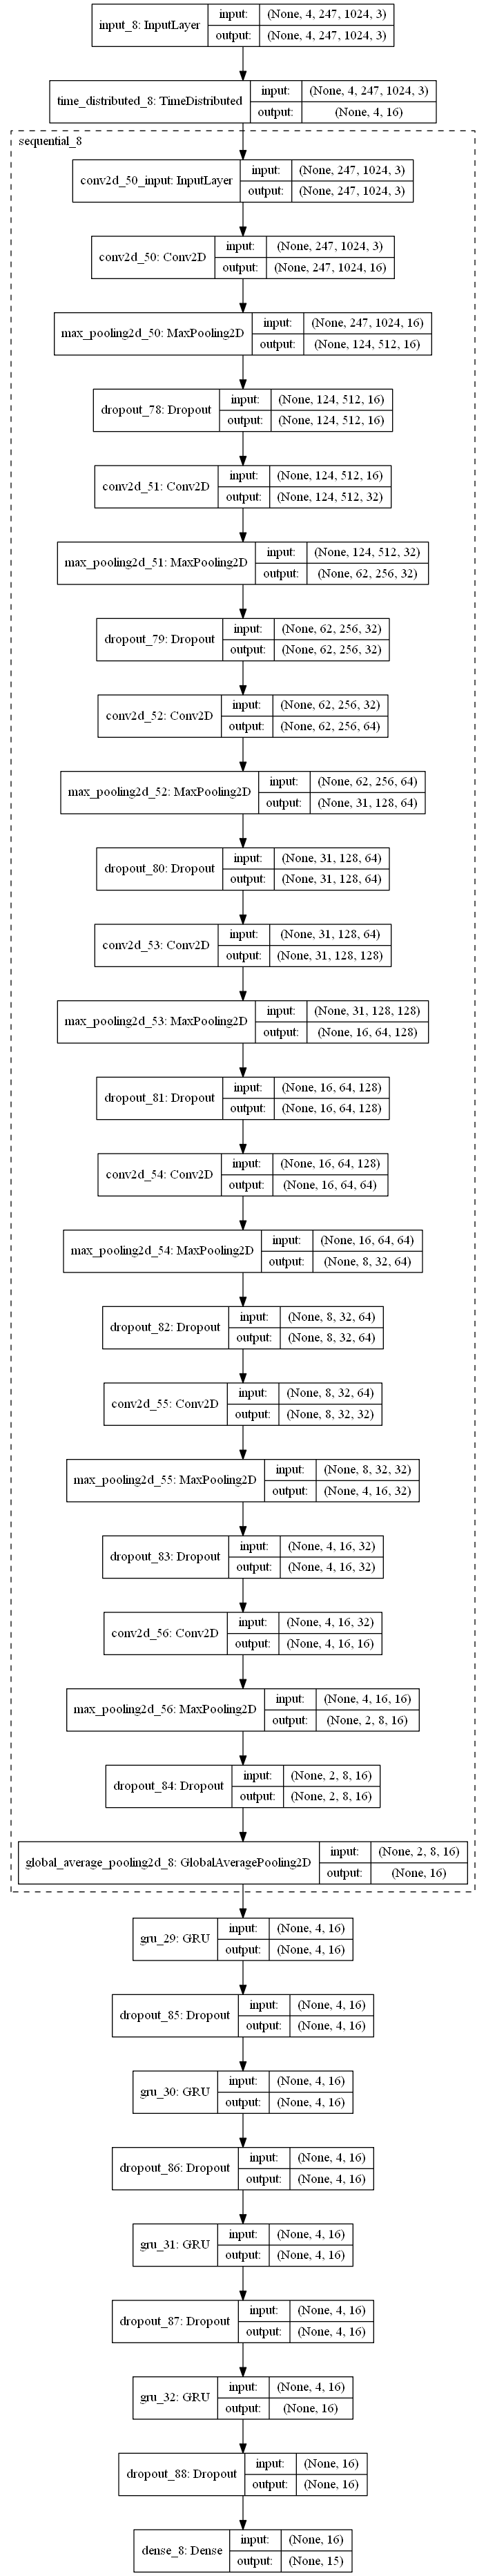 input_8: InputLayer
input:
(None, 4, 247, 1024, 3)
output:
(None, 4, 247, 1024, 3)
time_distributed_8: TimeDistributed
input:
(None, 4, 247, 1024, 3)
output:
(None, 4, 16)
sequential_8
conv2d_50_input: InputLayer
input:
(None, 247, 1024, 3)
output:
(None, 247, 1024, 3)
conv2d_50: Conv2D
input:
(None, 247, 1024, 3)
output:
(None, 247, 1024, 16)
max_pooling2d_50: MaxPooling2D
input:
(None, 247, 1024, 16)
output:
(None, 124, 512, 16)
dropout_78: Dropout
input:
(None, 124, 512, 16)
output:
(None, 124, 512, 16)
conv2d_51: Conv2D
input:
(None, 124, 512, 16)
output:
(None, 124, 512, 32)
max_pooling2d_51: MaxPooling2D
input:
(None, 124, 512, 32)
output:
(None, 62, 256, 32)
dropout_79: Dropout
input:
(None, 62, 256, 32)
output:
(None, 62, 256, 32)
conv2d_52: Conv2D
input:
(None, 62, 256, 32)
output:
(None, 62, 256, 64)
max_pooling2d_52: MaxPooling2D
input:
(None, 62, 256, 64)
output:
(None, 31, 128, 64)
dropout_80: Dropout
input:
(None, 31, 128, 64)
output:
(None, 31, 128, 64)
conv2d_53: Conv2D
input:
(None, 31, 128, 64)
output:
(None, 31, 128, 128)
max_pooling2d_53: MaxPooling2D
input:
(None, 31, 128, 128)
output:
(None, 16, 64, 128)
dropout_81: Dropout
input:
(None, 16, 64, 128)
output:
(None, 16, 64, 128)
conv2d_54: Conv2D
input:
(None, 16, 64, 128)
output:
(None, 16, 64, 64)
max_pooling2d_54: MaxPooling2D
input:
(None, 16, 64, 64)
output:
(None, 8, 32, 64)
dropout_82: Dropout
input:
(None, 8, 32, 64)
output:
(None, 8, 32, 64)
conv2d_55: Conv2D
input:
(None, 8, 32, 64)
output:
(None, 8, 32, 32)
max_pooling2d_55: MaxPooling2D
input:
(None, 8, 32, 32)
output:
(None, 4, 16, 32)
dropout_83: Dropout
input:
(None, 4, 16, 32)
output:
(None, 4, 16, 32)
conv2d_56: Conv2D
input:
(None, 4, 16, 32)
output:
(None, 4, 16, 16)
max_pooling2d_56: MaxPooling2D
input:
(None, 4, 16, 16)
output:
(None, 2, 8, 16)
dropout_84: Dropout
input:
(None, 2, 8, 16)
output:
(None, 2, 8, 16)
global_average_pooling2d_8: GlobalAveragePooling2D
input:
(None, 2, 8, 16)
output:
(None, 16)
gru_29: GRU
input:
(None, 4, 16)
output:
(None, 4, 16)
dropout_85: Dropout
input:
(None, 4, 16)
output:
(None, 4, 16)
gru_30: GRU
input:
(None, 4, 16)
output:
(None, 4, 16)
dropout_86: Dropout
input:
(None, 4, 16)
output:
(None, 4, 16)
gru_31: GRU
input:
(None, 4, 16)
output:
(None, 4, 16)
dropout_87: Dropout
input:
(None, 4, 16)
output:
(None, 4, 16)
gru_32: GRU
input:
(None, 4, 16)
output:
(None, 16)
dropout_88: Dropout
input:
(None, 16)
output:
(None, 16)
dense_8: Dense
input:
(None, 16)
output:
(None, 15)